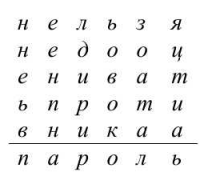 н е л ь з я
н е д о о ц
е н и в а т
ь п р о т и
в н и к а а
п а р о л ь